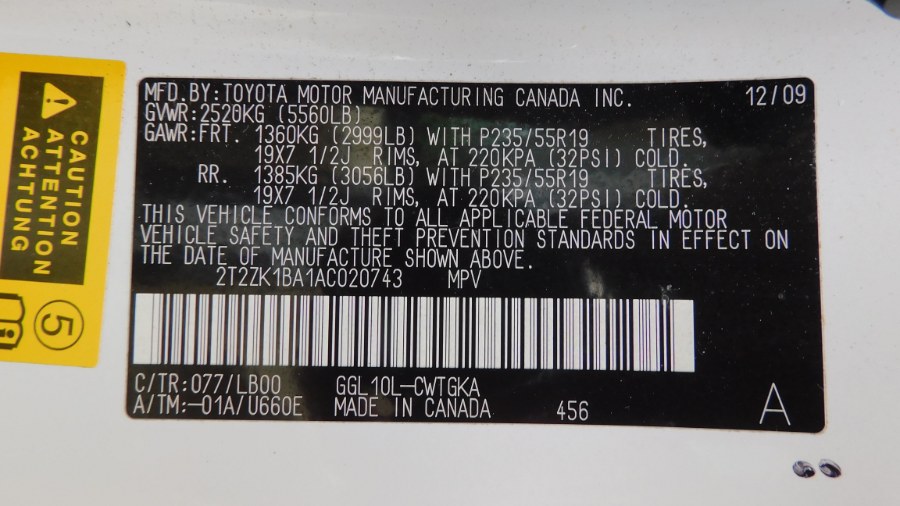 CAUTION
ATTENTION
ACHTUNG
5
MFD.BY:TOYOTA MOTOR MANUFACTURING CANADA INC. 12/09
GVWR:2520KG (5560LB)
GAWR:FRT. 1360KG (2999LB) WITH P235/55R19 TIRES,
19X7 1/2J RIMS, AT 220KPA (32PSI) COLD.
RR. 1385KG (3056LB) WITH P235/55R19 TIRES,
19X7 1/2J RIMS, AT 220KPA (32PSI) COLD.
THIS VEHICLE CONFORMS TO ALL APPLICABLE FEDERAL MOTOR
VEHICLE SAFETY AND THEFT PREVENTION STANDARDS IN EFFECT ON
THE DATE OF MANUFACTURE SHOWN ABOVE.
2T2ZK1BA1AC020743 MPV
C/TR:077/LB00 GGL10L-CWTGKA
A/TM:-01A/U660E MADE IN CANADA 456 A